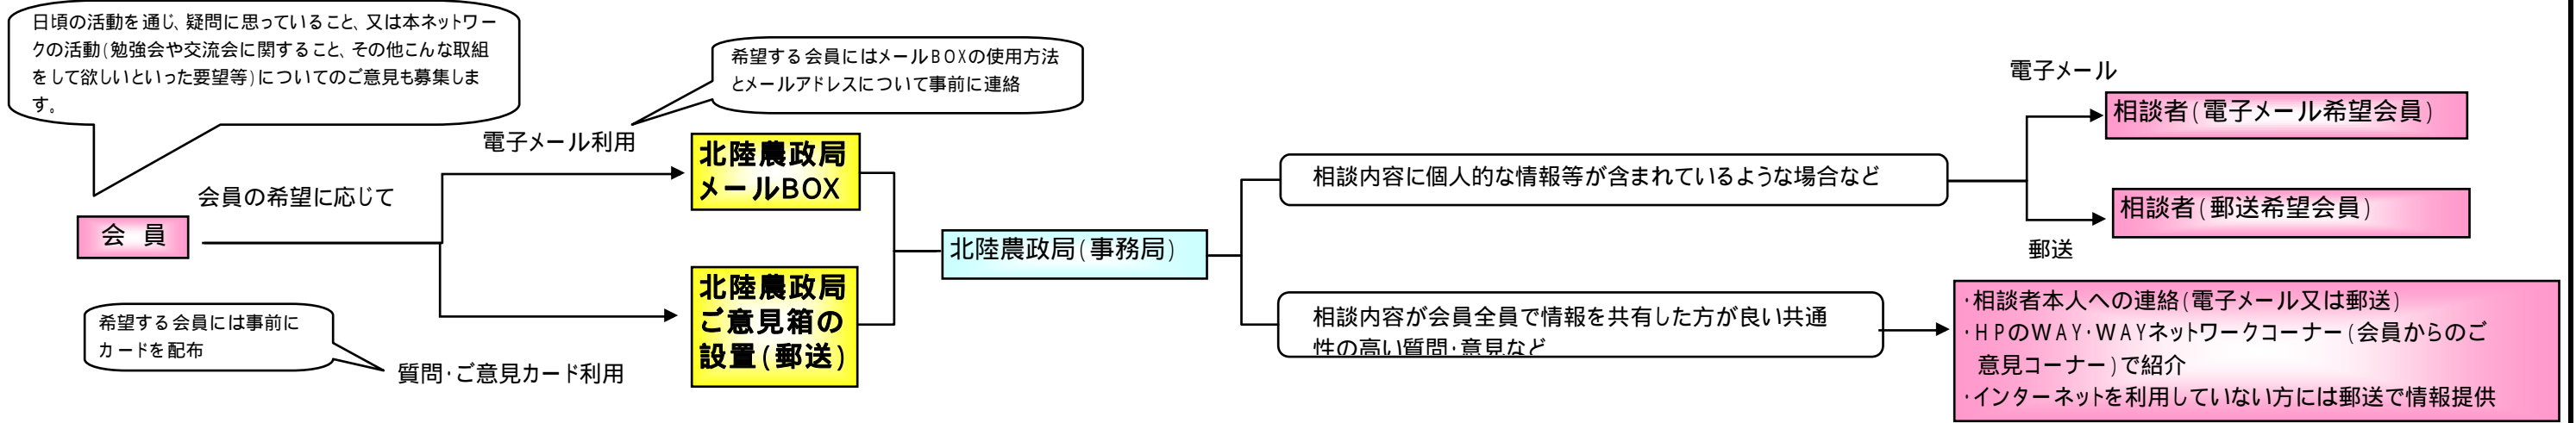 日頃の活動を通じ、疑問に思っていること、又は本ネットワー
クの活動(勉強会や交流会に関すること、その他こんな取組
をして欲しいといった要望等)についてのご意見も募集しま
す。
希望する会員にはメールBOXの使用方法
とメールアドレスについて事前に連絡
電子メール利用
会員の希望に応じて
会 員
希望する会員には事前に
カードを配布
質問・ご意見カード利用
北陸農政局
メールBOX
北陸農政局
ご意見箱の
設置(郵送)
北陸農政局(事務局)
相談内容に個人的な情報等が含まれているような場合など
相談内容が会員全員で情報を共有した方が良い共通
性の高い質問・意見など
電子メール
相談者(電子メール希望会員)
相談者(郵送希望会員)
郵送
・相談者本人への連絡(電子メール又は郵送)
・HPのWAY・WAYネットワークコーナー(会員からのご
意見コーナー)で紹介
・インターネットを利用していない方には郵送で情報提供